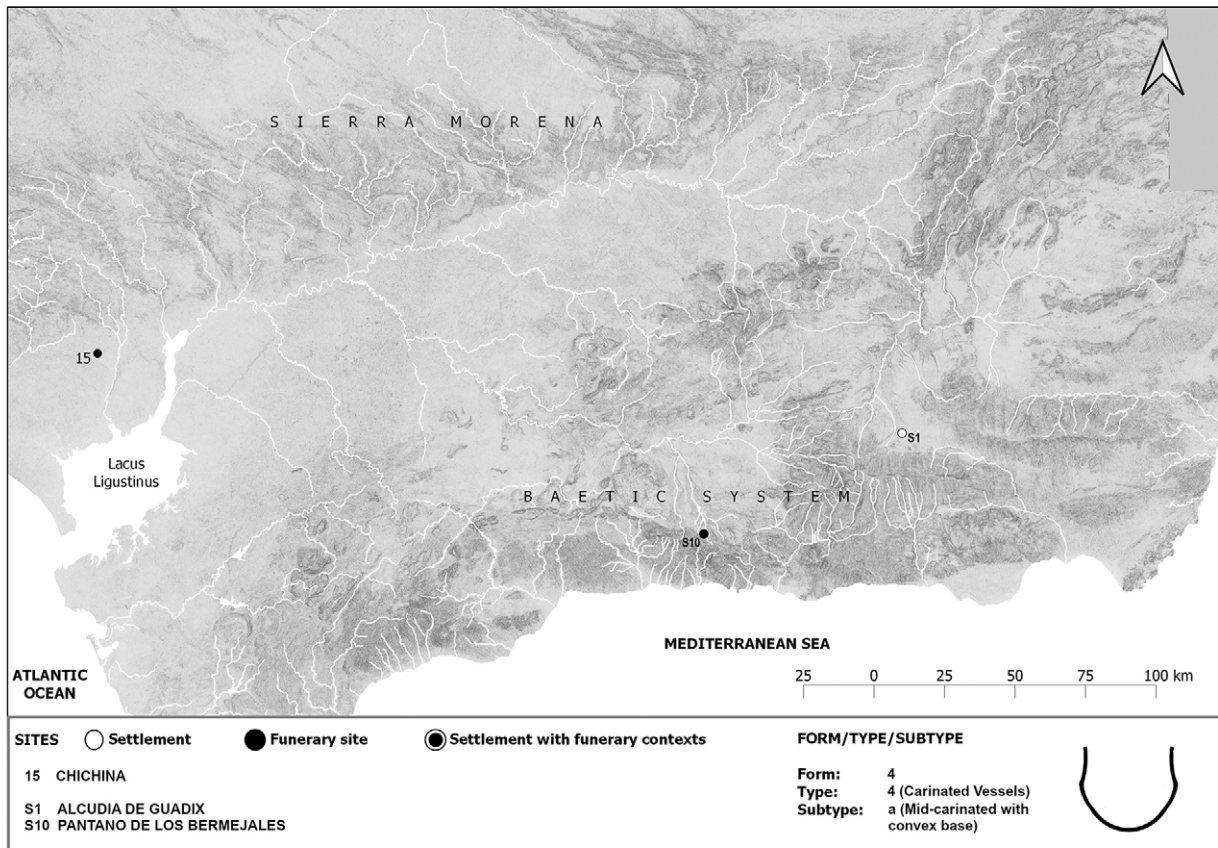 SIERRA MORENA
15
Lacus
Ligustinus
S1
BAETIC SYSTEM
S10
MEDITERRANEAN SEA
ATLANTIC
OCEAN
25 0 25 50 75 100 km
SITES Settlement Funerary site Settlement with funerary contexts
15 CHICHINA
S1 ALCUDIA DE GUADIX
S10 PANTANO DE LOS BERMEJALES
FORM/TYPE/SUBTYPE
Form: 4
Type: 4 (Carinated Vessels)
Subtype: a (Mid-carinated with
convex base)